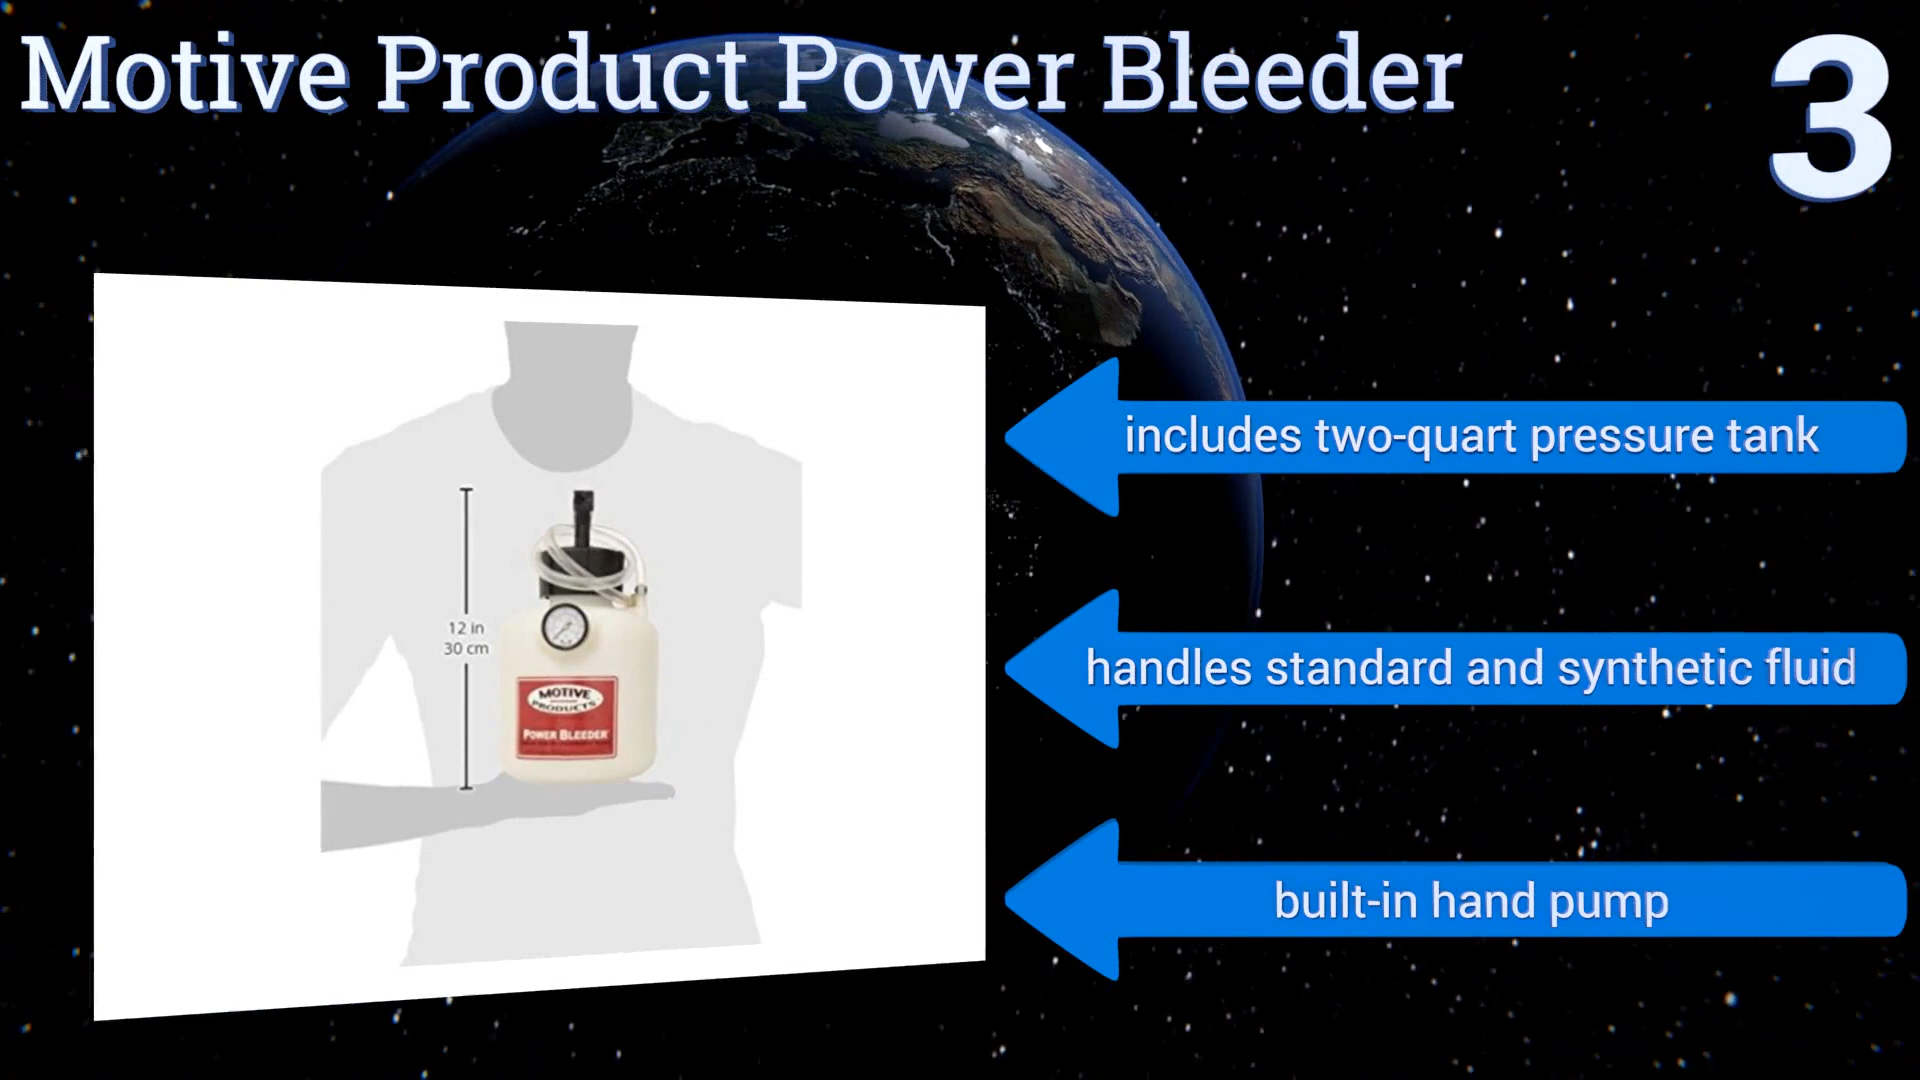 Motive Product Power Bleeder
3
includes two-quart pressure tank
handles standard and synthetic fluid
built-in hand pump
12 in
30 cm
MOTIVE
PRODUCTS
POWER BLEEDER